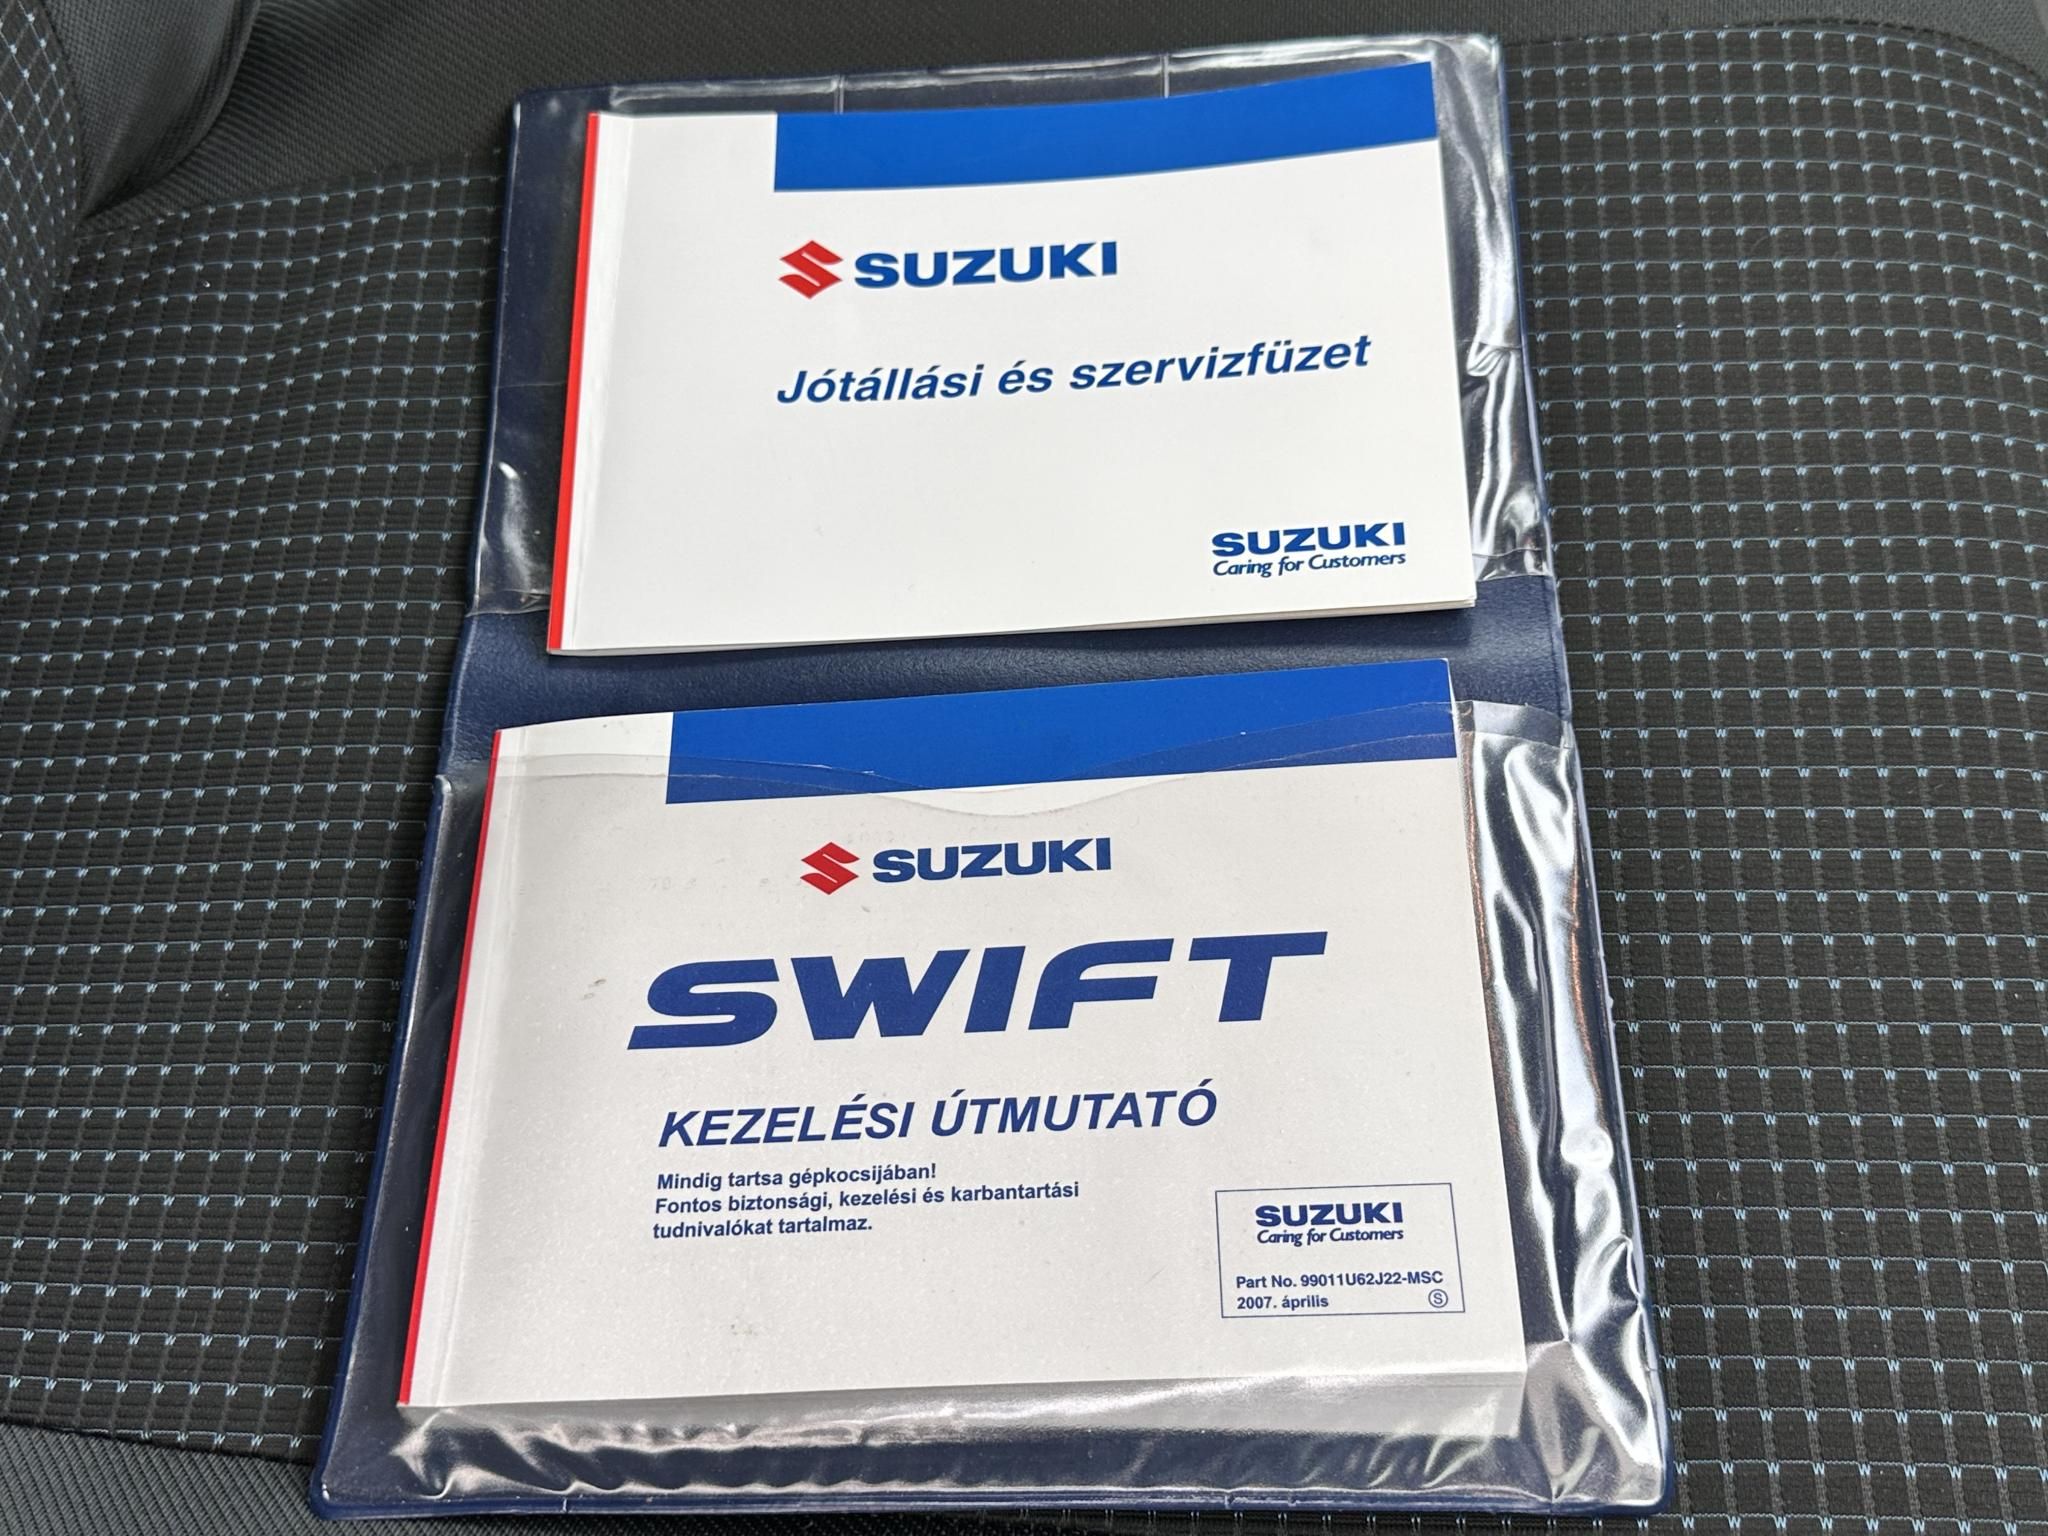 SUZUKI
Jótállási és szervizfüzet
SUZUKI
Caring for Customers
SUZUKI
SWIFT
KEZELÉSI ÚTMUTATÓ
Mindig tartsa gépkocsijában!
Fontos biztonsági, kezelési és karbantartási
tudnivalókat tartalmaz.
SUZUKI
Caring for Customers
Part No. 99011U62J22-MSC
2007. április Ⓢ